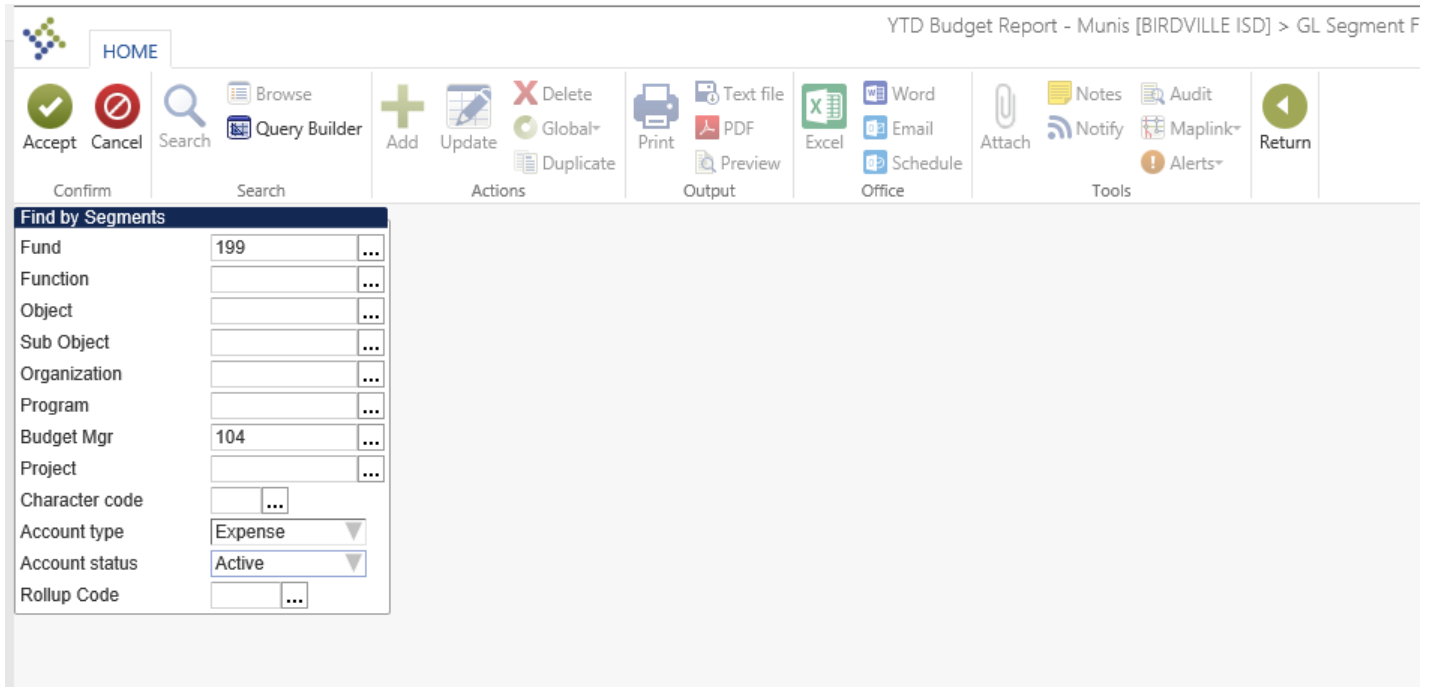 YTD Budget Report - Munis [BIRDVILLE ISD] > GL Segment F
HOME
Accept
Cancel
Search
Browse
Query Builder
Add
Update
Delete
Global
Duplicate
Print
Text file
PDF
Preview
Excel
Word
Email
Schedule
Attach
Notes
Notify
Audit
Maplink
Alerts
Return
Confirm
Search
Actions
Output
Office
Tools
Find by Segments
Fund 199 ...
Function ...
Object ...
Sub Object ...
Organization ...
Program ...
Budget Mgr 104 ...
Project ...
Character code ...
Account type Expense
Account status Active
Rollup Code ...